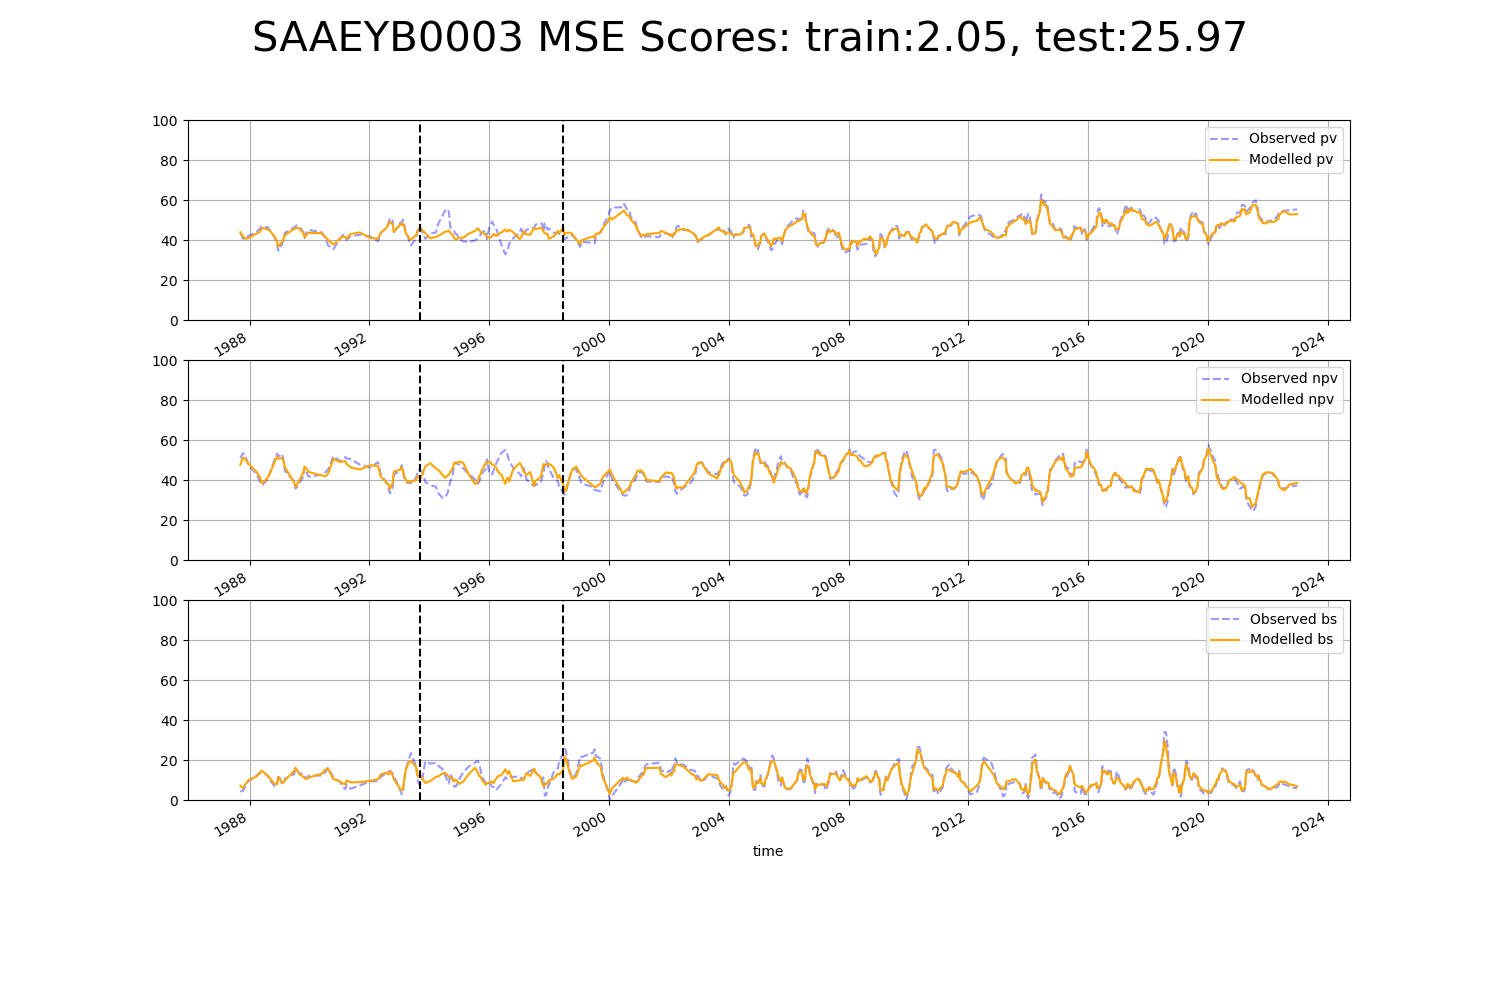 SAAEYB0003 MSE Scores: train:2.05, test:25.97
100
80
60
40
20
0
Observed pv
Modelled pv
1988 1992 1996 2000 2004 2008 2012 2016 2020 2024
100
80
60
40
20
0
Observed npv
Modelled npv
1988 1992 1996 2000 2004 2008 2012 2016 2020 2024
100
80
60
40
20
0
Observed bs
Modelled bs
1988 1992 1996 2000 2004 2008 2012 2016 2020 2024
time